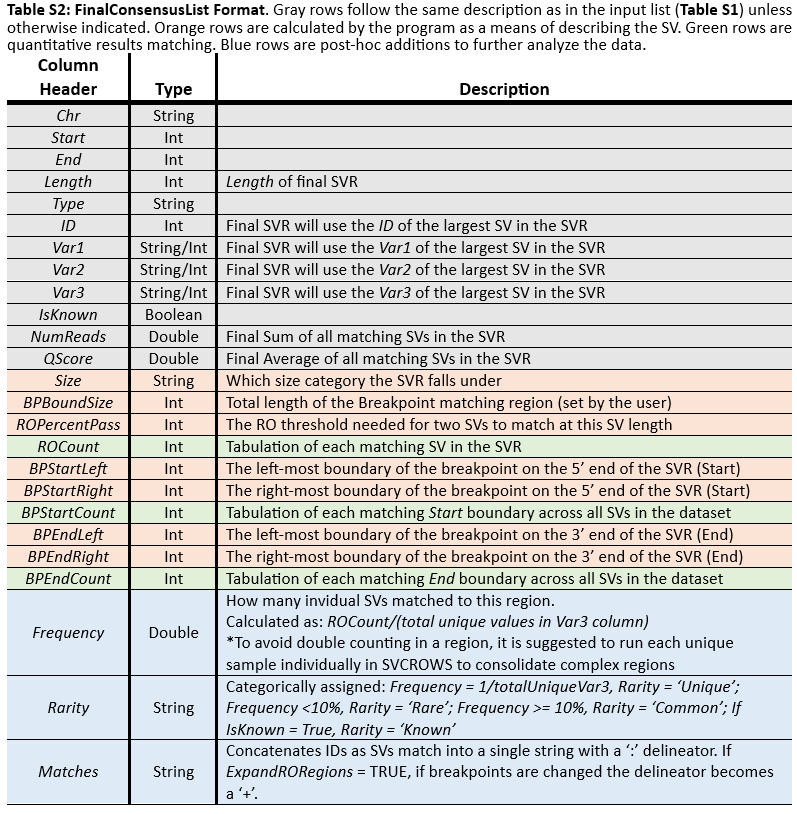 Table S2: FinalConsensusList Format. Gray rows follow the same description as in the input list (Table S1) unless
otherwise indicated. Orange rows are calculated by the program as a means of describing the SV. Green rows are
quantitative results matching. Blue rows are post-hoc additions to further analyze the data.
Column Header Type Description
Chr String
Start Int
End Int
Length Int Length of final SVR
Type String
ID Int Final SVR will use the ID of the largest SV in the SVR
Var1 String/Int Final SVR will use the Var1 of the largest SV in the SVR
Var2 String/Int Final SVR will use the Var2 of the largest SV in the SVR
Var3 String/Int Final SVR will use the Var3 of the largest SV in the SVR
IsKnown Boolean
NumReads Double Final Sum of all matching SVs in the SVR
QScore Double Final Average of all matching SVs in the SVR
Size String Which size category the SVR falls under
BPBoundSize Int Total length of the Breakpoint matching region (set by the user)
ROPercentPass Int The RO threshold needed for two SVs to match at this SV length
ROCount Int Tabulation of each matching SV in the SVR
BPStartLeft Int The left-most boundary of the breakpoint on the 5’ end of the SVR (Start)
BPStartRight Int The right-most boundary of the breakpoint on the 5’ end of the SVR (Start)
BPStartCount Int Tabulation of each matching Start boundary across all SVs in the dataset
BPEndLeft Int The left-most boundary of the breakpoint on the 3’ end of the SVR (End)
BPEndRight Int The right-most boundary of the breakpoint on the 3’ end of the SVR (End)
BPEndCount Int Tabulation of each matching End boundary across all SVs in the dataset
Frequency Double How many invidual SVs matched to this region.
Calculated as: ROCount/(total unique values in Var3 column)
*To avoid double counting in a region, it is suggested to run each unique
sample individually in SVCROWS to consolidate complex regions
Rarity String Categorically assigned: Frequency = 1/totalUniqueVar3, Rarity = ‘Unique’;
Frequency <10%, Rarity = ‘Rare’; Frequency >= 10%, Rarity = ‘Common’; If
IsKnown = True, Rarity = ‘Known’
Matches String Concatenates IDs as SVs match into a single string with a ‘:’ delineator. If
ExpandRORegions = TRUE, if breakpoints are changed the delineator becomes
a ‘+’.